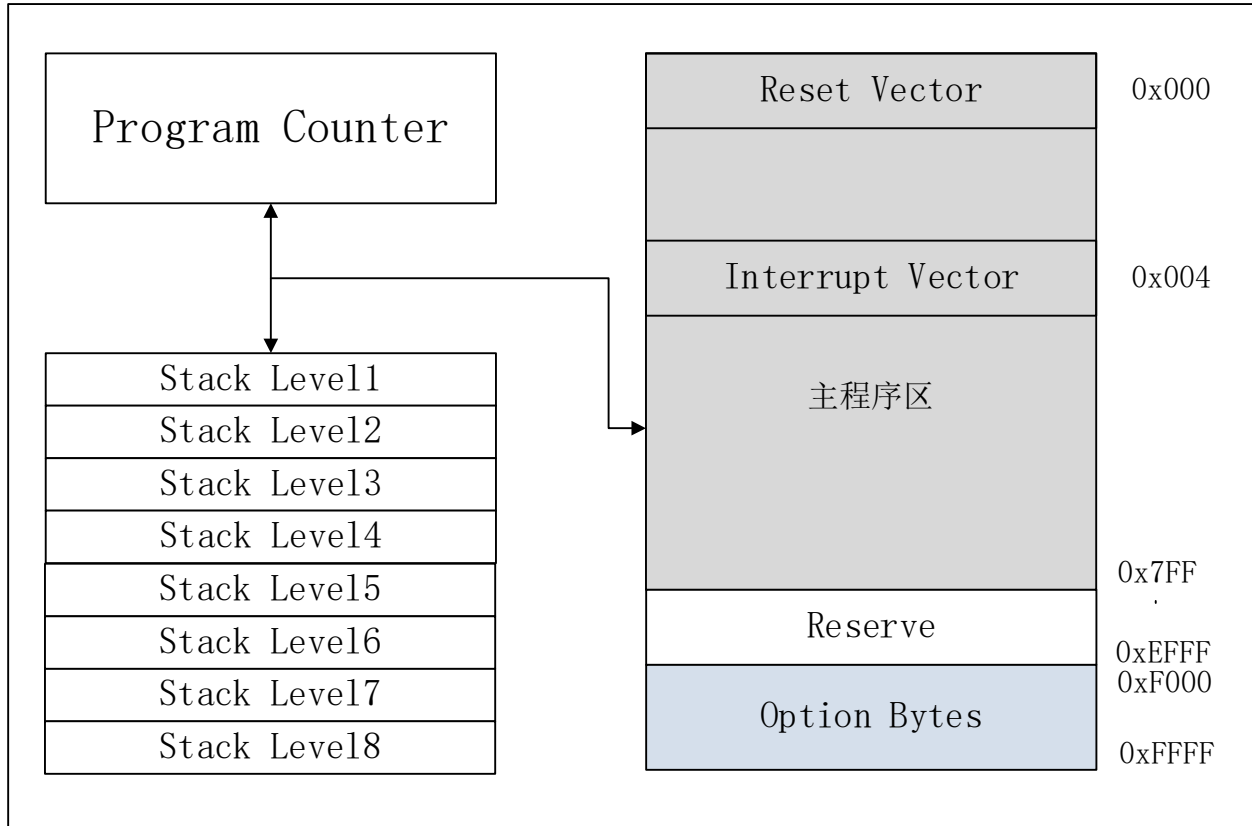 Program Counter
Stack Level1
Stack Level2
Stack Level3
Stack Level4
Stack Level5
Stack Level6
Stack Level7
Stack Level8
Reset Vector 0x000
Interrupt Vector 0x004
主程序区
0x7FF
Reserve
0xEFFF
0xF000
Option Bytes
0xFFFF